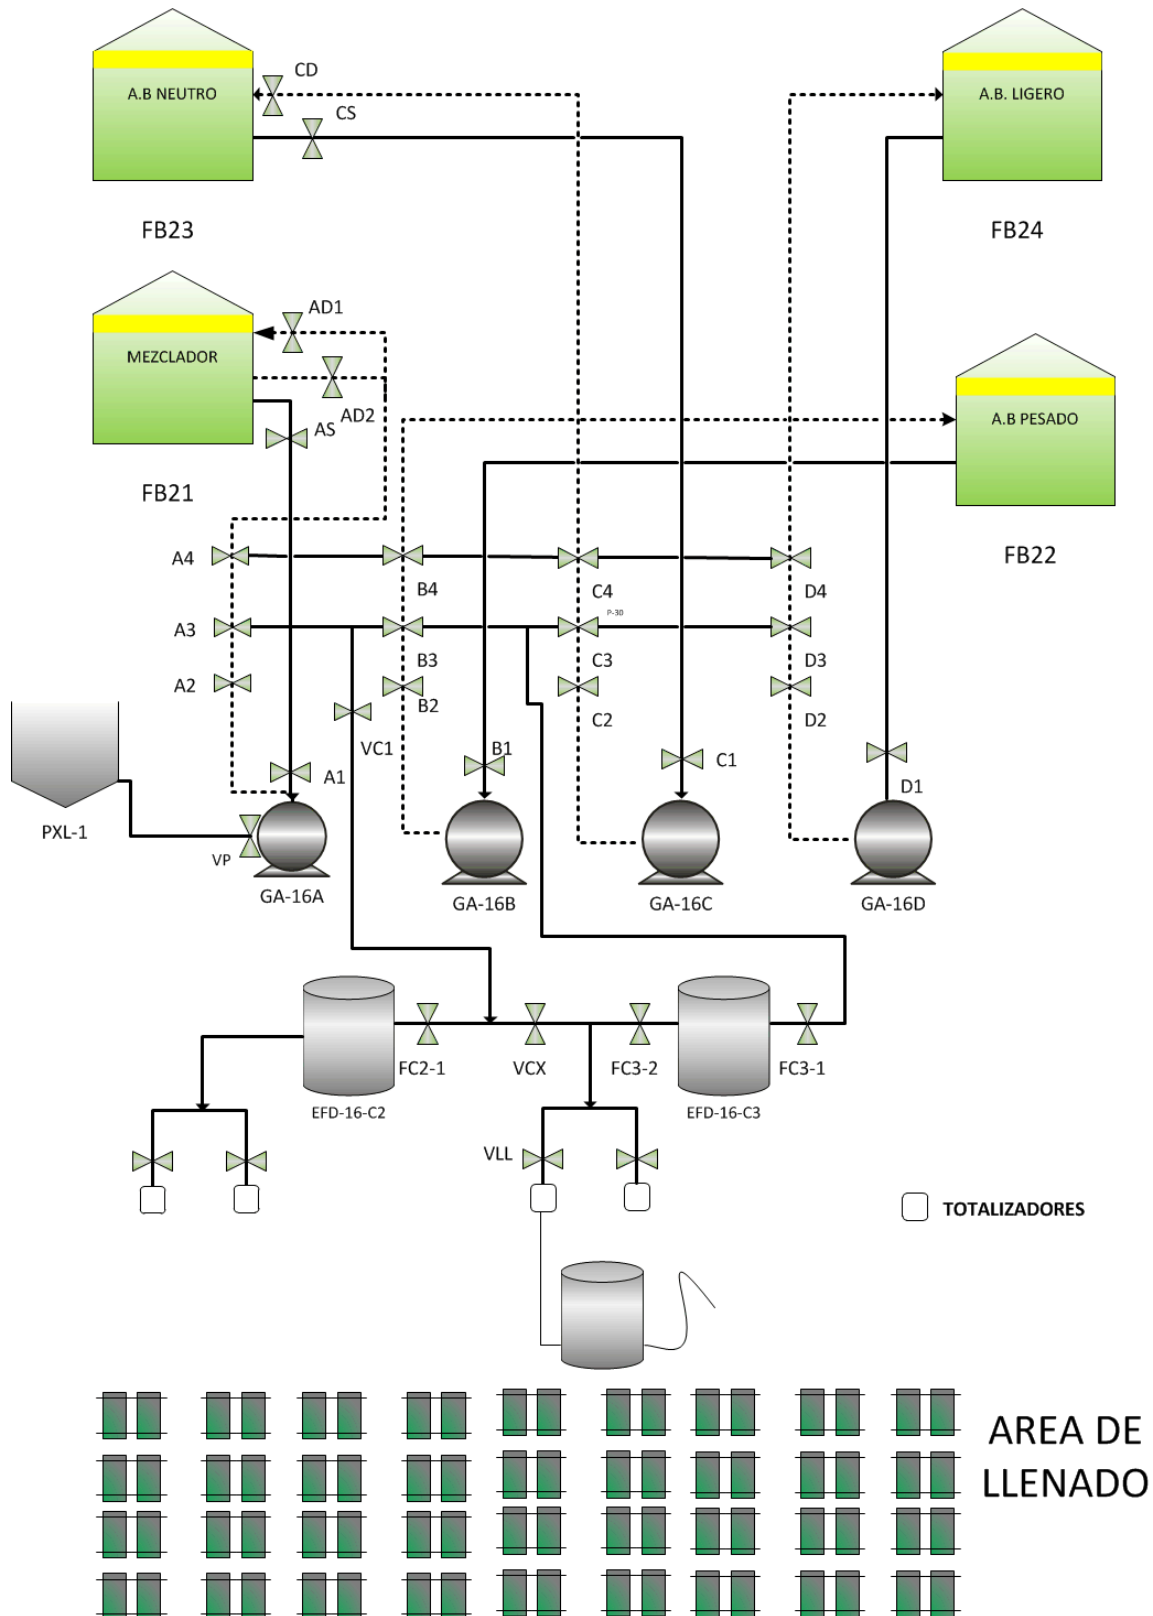 CD
A.B NEUTRO
CS
A.B. LIGERO
FB23
FB24
AD1
MEZCLADOR
AD2
AS
A.B PESADO
FB21
FB22
A4
B4
C4
D4
P-30
A3
B3
C3
D3
A2
B2
C2
D2
VC1
B1
C1
A1
D1
PXL-1
VP
GA-16A
GA-16B
GA-16C
GA-16D
FC2-1
VCX
FC3-2
FC3-1
EFD-16-C2
EFD-16-C3
VLL
TOTALIZADORES
AREA DE
LLENADO